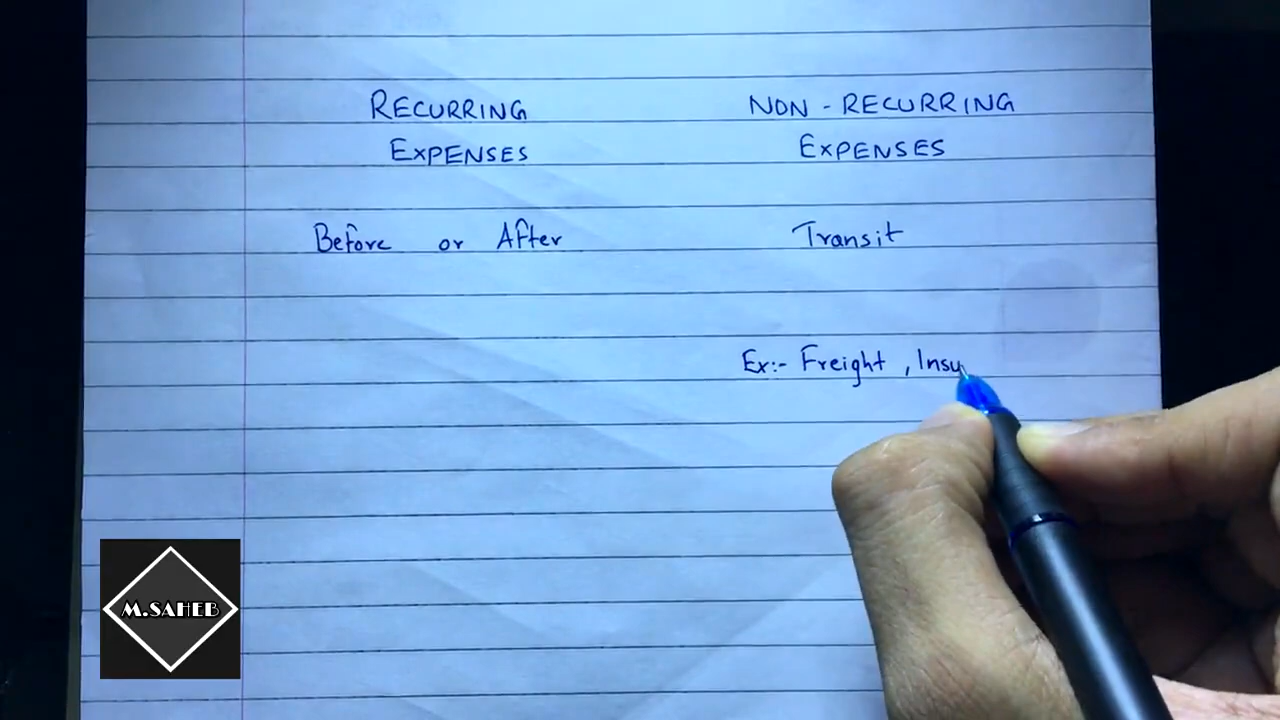 RECURRING
EXPENSES
NON - RECURRING
EXPENSES
Before or After
Transit
Ex:- Freight , Insu
M.SAHEB